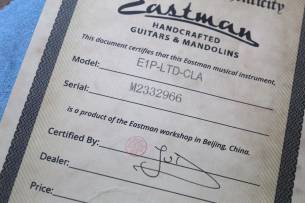 Eastman
HANDCRAFTED
GUITARS & MANDOLINS
This document certifies that this Eastman musical instrument,
Model: E1P-LTD-CLA
Serial: M2332966
is a product of the Eastman workshop in Beijing, China.
Certified By:
Dealer:
Price: